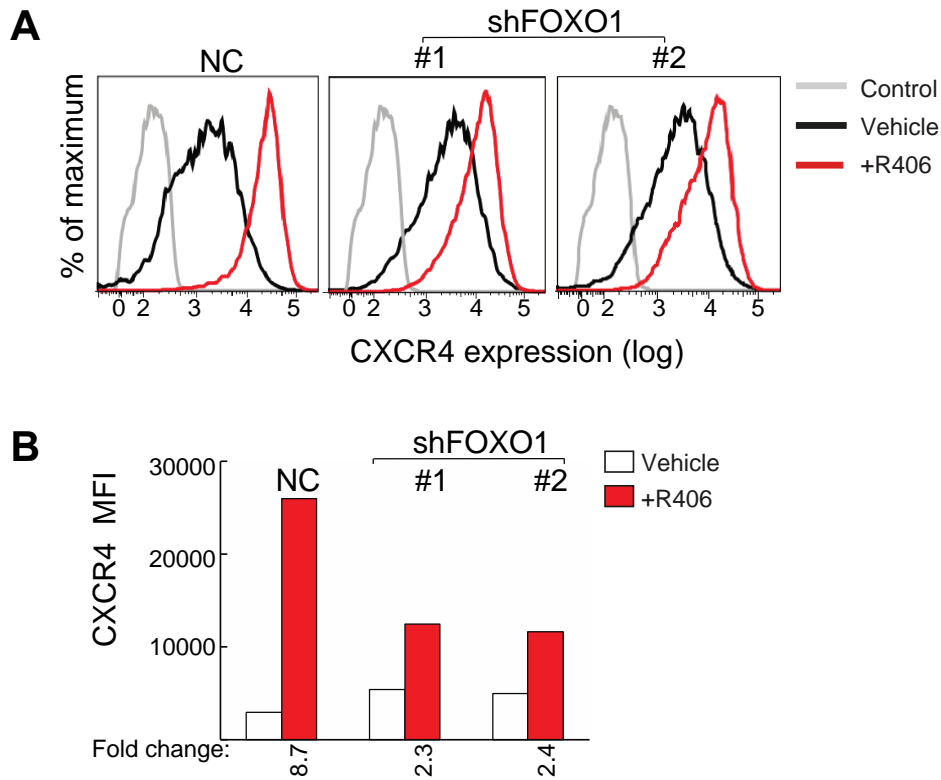 A
shFOXO1
NC
#1
#2
% of maximum
0 2 3 4 5
0 2 3 4 5
0 2 3 4 5
CXCR4 expression (log)
Control
Vehicle
+R406
B
shFOXO1
NC
#1
#2
CXCR4 MFI
30000
20000
10000
Vehicle
+R406
Fold change:
8.7
2.3
2.4